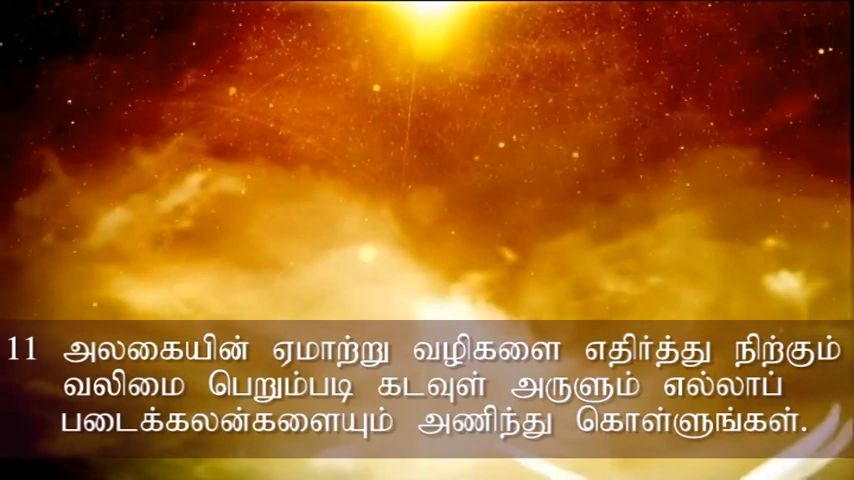 11 அலகையின் ஏமாற்று வழிகளை எதிர்த்து நிற்கும்
வலிமை பெறும்படி கடவுள் அருளும் எல்லாப்
படைக்கலன்களையும் அணிந்து கொள்ளுங்கள்.